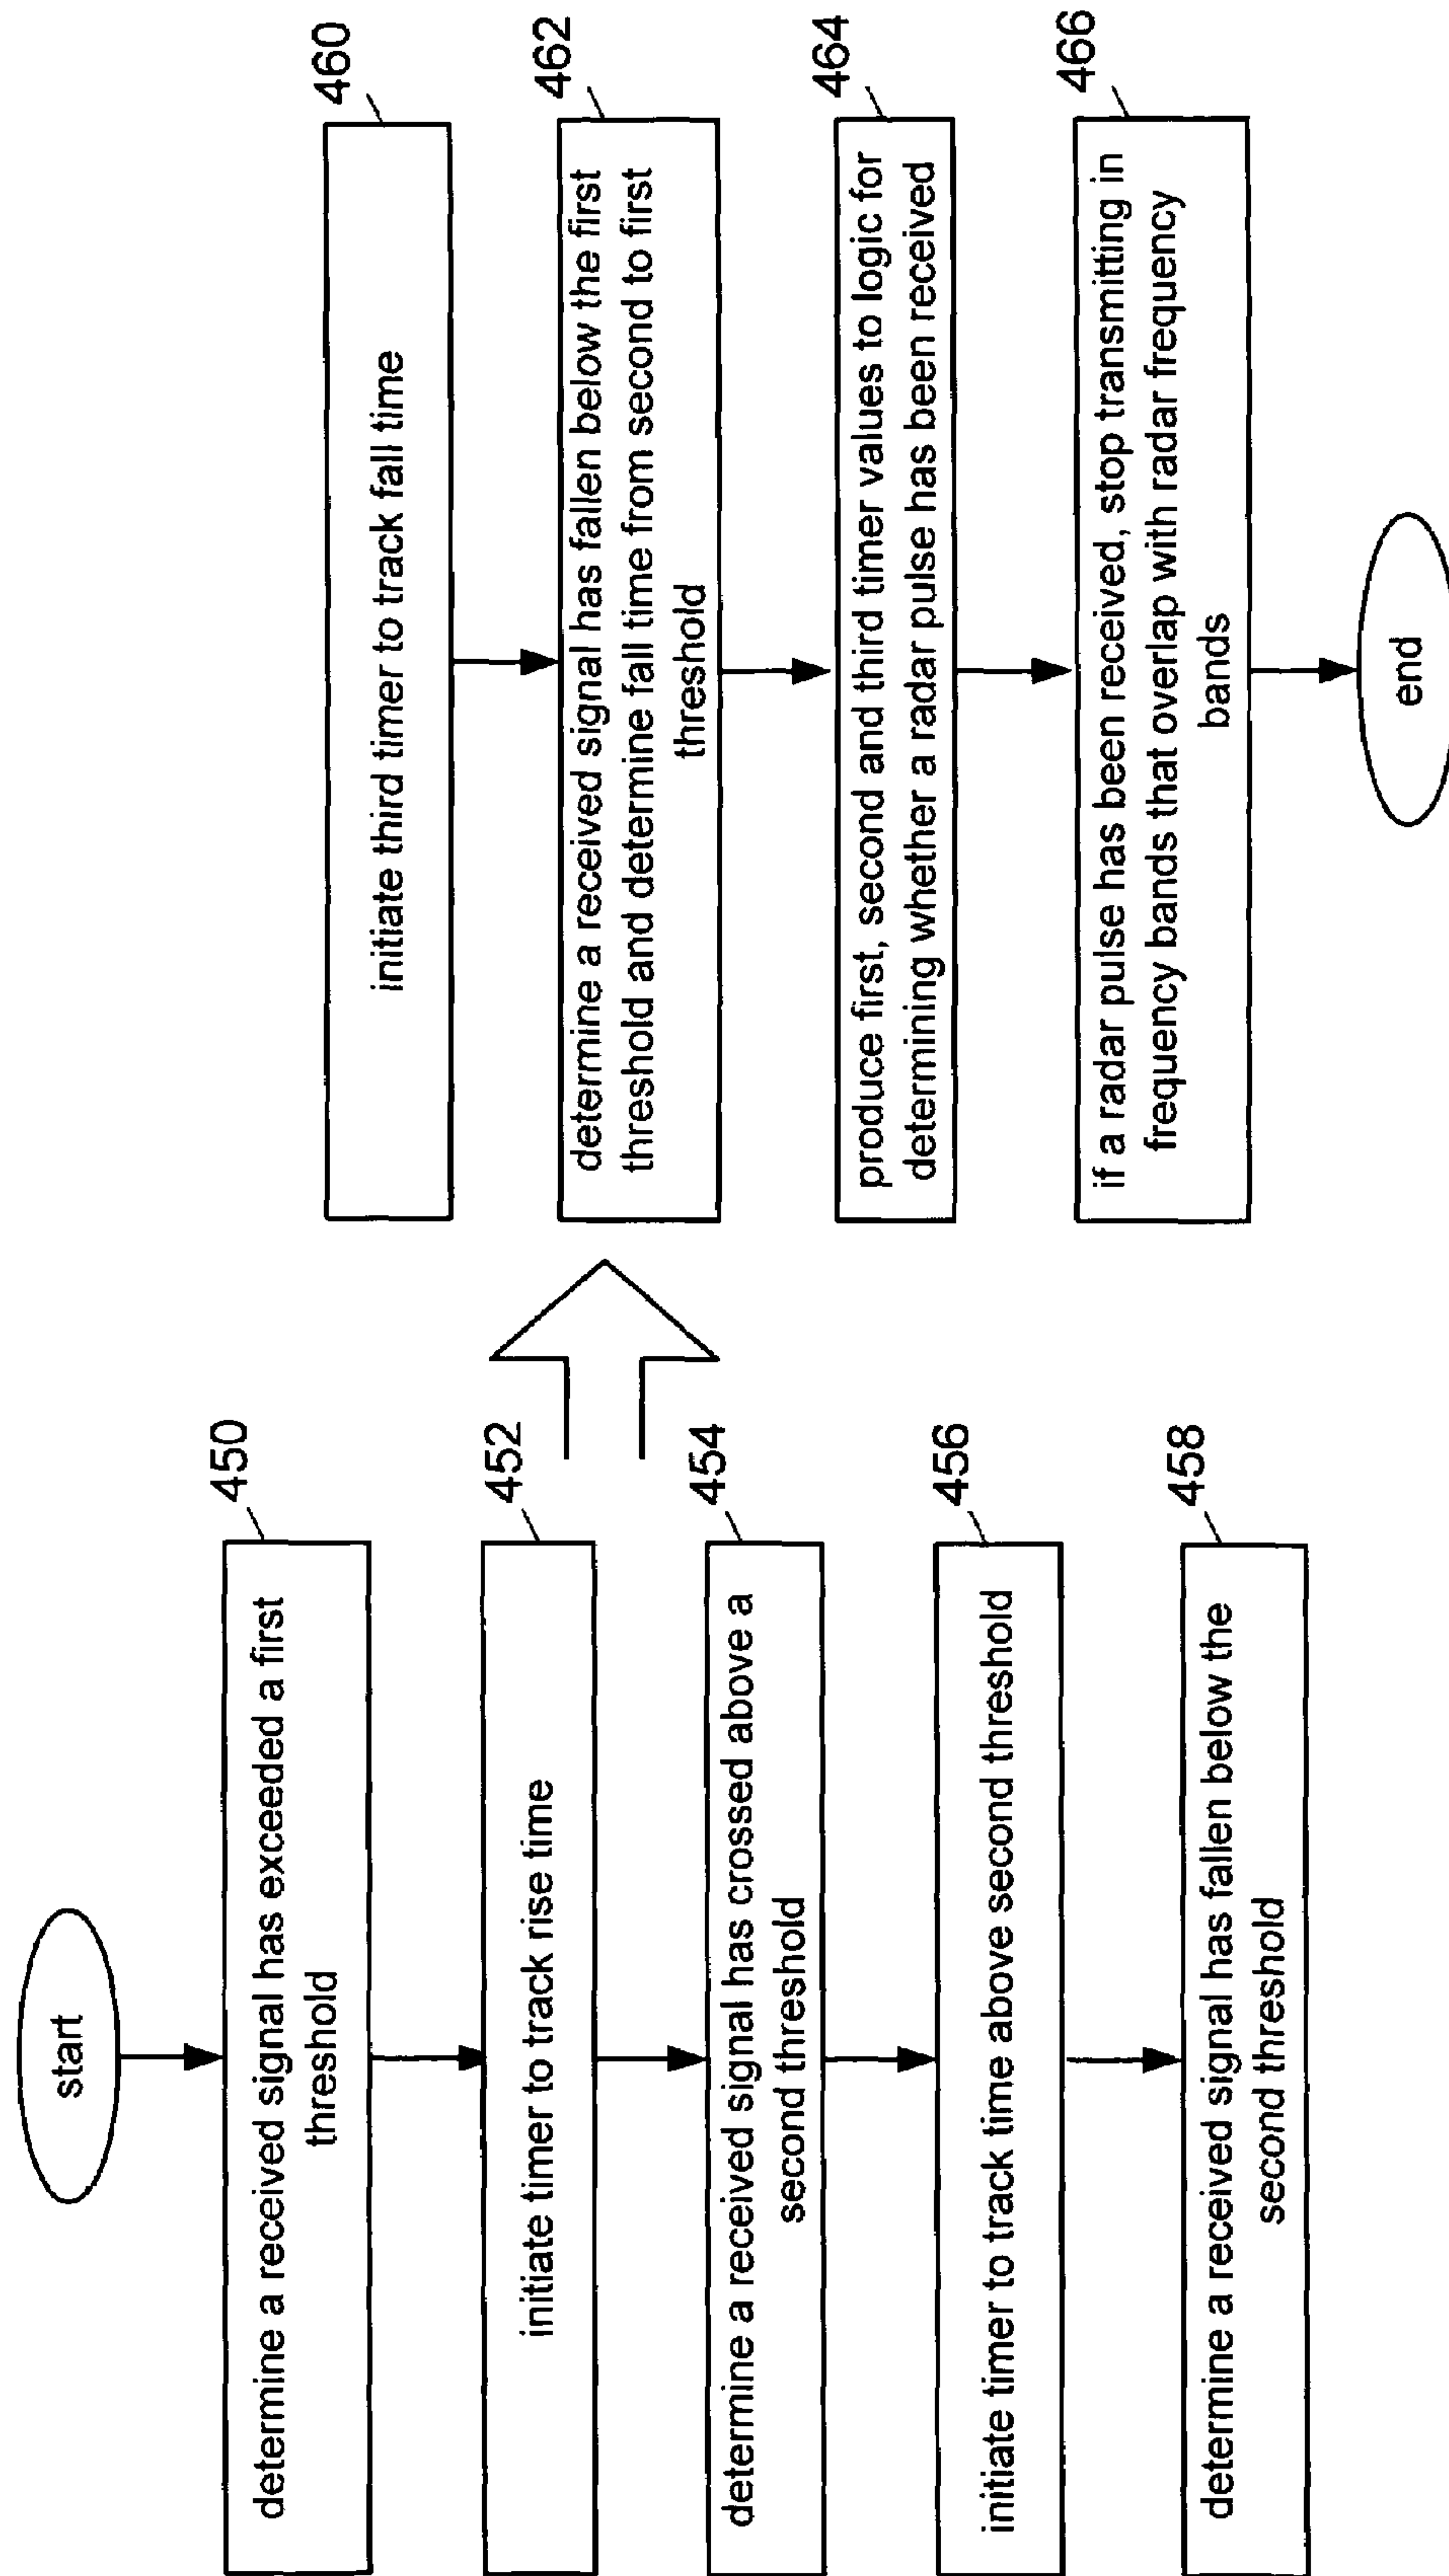 start
450
determine a received signal has exceeded a first
threshold
452
initiate timer to track rise time
454
determine a received signal has crossed above a
second threshold
456
initiate timer to track time above second threshold
458
determine a received signal has fallen below the
second threshold
460
initiate third timer to track fall time
462
determine a received signal has fallen below the first
threshold and determine fall time from second to first
threshold
464
produce first, second and third timer values to logic for
determining whether a radar pulse has been received
466
if a radar pulse has been received, stop transmitting in
frequency bands that overlap with radar frequency
bands
end